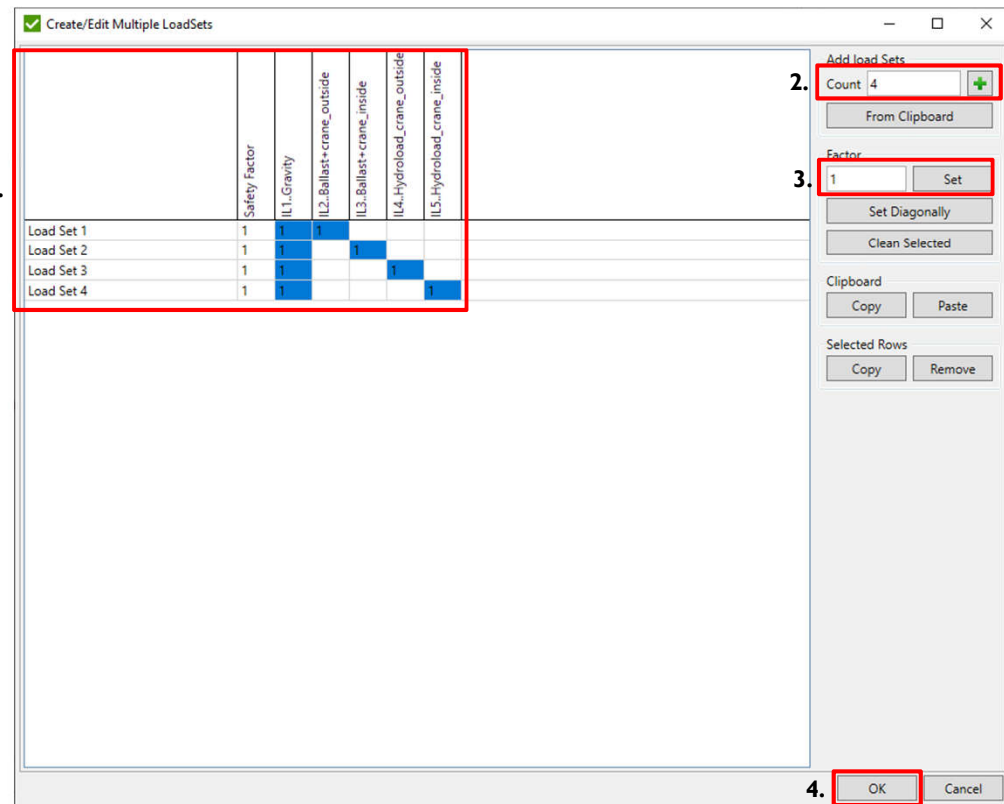 Create/Edit Multiple LoadSets
Safety Factor
IL1..Gravity
IL2..Ballast+crane_outside
IL3..Ballast+crane_inside
IL4..Hydroload_crane_outside
IL5..Hydroload_crane_inside
Load Set 1 1 1 1
Load Set 2 1 1 1
Load Set 3 1 1 1
Load Set 4 1 1 1
Add load Sets
2. Count 4
From Clipboard
Factor
3. 1 Set
Set Diagonally
Clean Selected
Clipboard
Copy Paste
Selected Rows
Copy Remove
4. OK Cancel